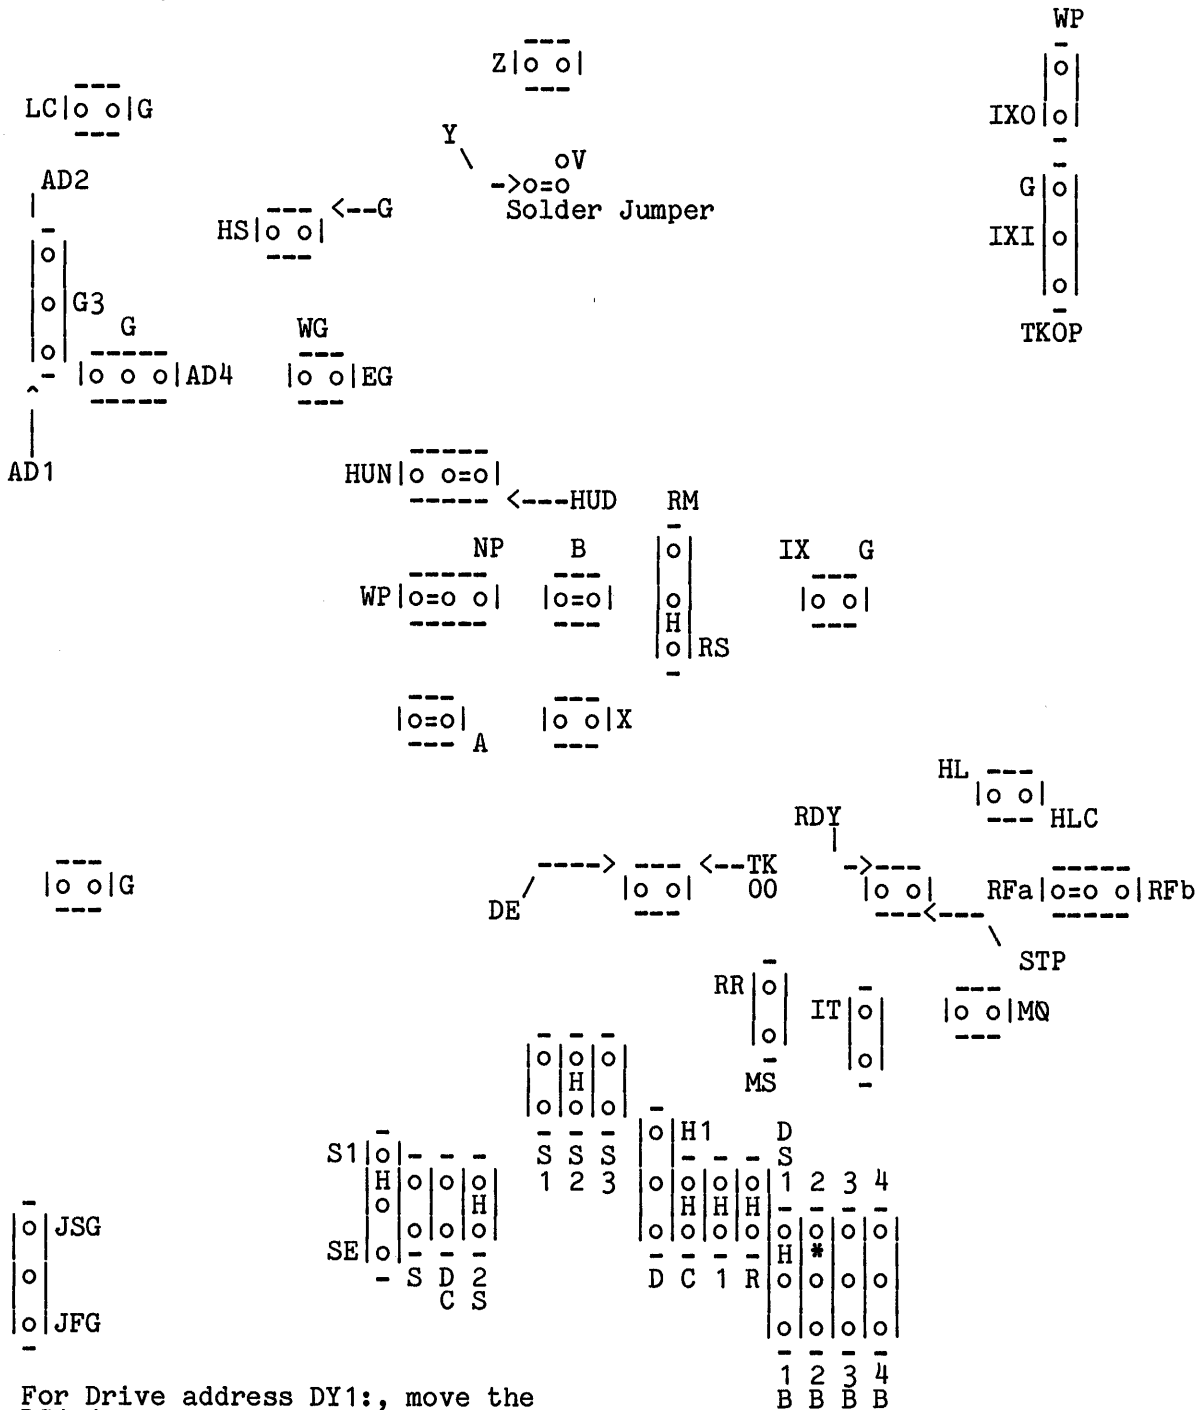 WP
Z|o o|
LC|o o|G
IXO
Y
oV
AD2
->o=o
G
<---G
Solder Jumper
HS|o o|
IXI
G3
G WG
TKOP
|o o o|AD4 |o o|EG
AD1
HUN|o o=o|
<---HUD RM
NP B IX G
WP|o=o o| |o=o| |o o|
H
RS
|o=o| |o o|X
A
HL
|o o|
HLC
RDY
---->  <---TK ->
|o o|G |o o| OO |o o| RFa|o=o o|RFb
DE
<---
STP
RR
IT |o o|MQ
H
MS
H1 D
S1 S S S S
H 1 2 3 H H H 1 2 3 4
JSG H
SE H *
S D 2 D C 1 R
C S
JFG
1 2 3 4
For Drive address DY1:, move the
B B B B